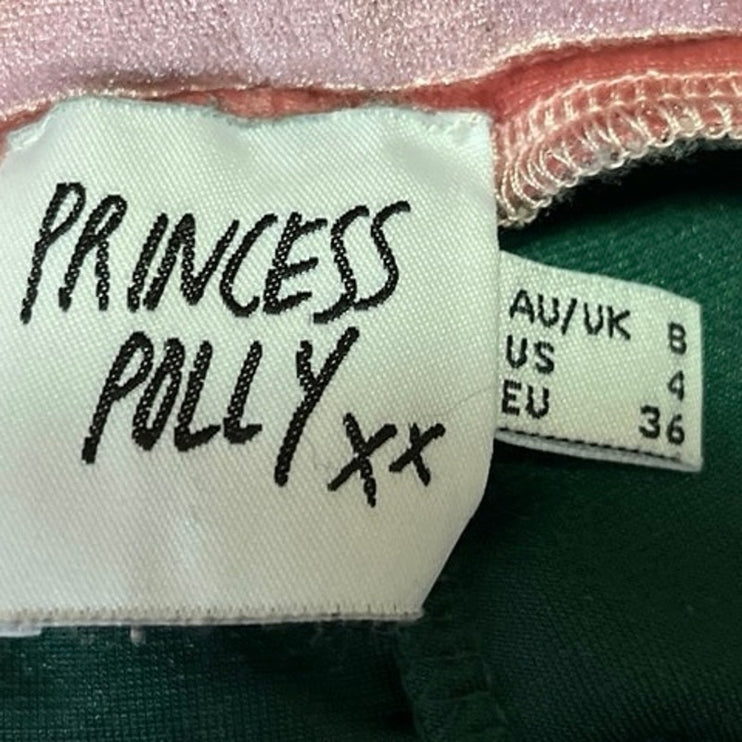 PRINCESS
POLLY xx
AU/UK 8
US 4
EU 36